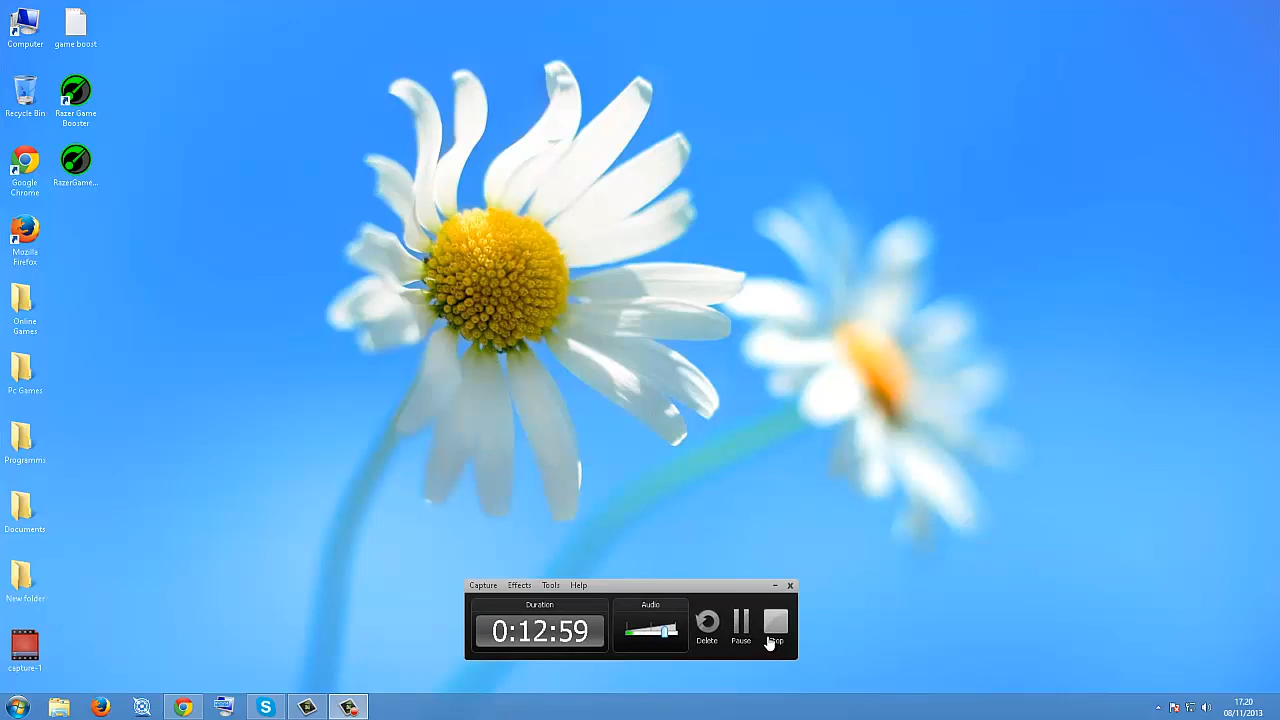 Computer
game boost
Recycle Bin
Razer Game
Booster
Google
Chrome
RazerGame...
Mozilla
Firefox
Online
Games
Pc Games
Programms
Documents
New folder
capture-1
Capture Effects Tools Help
Duration
Audio
0:12:59
Delete
Pause
17.20
08/11/2013